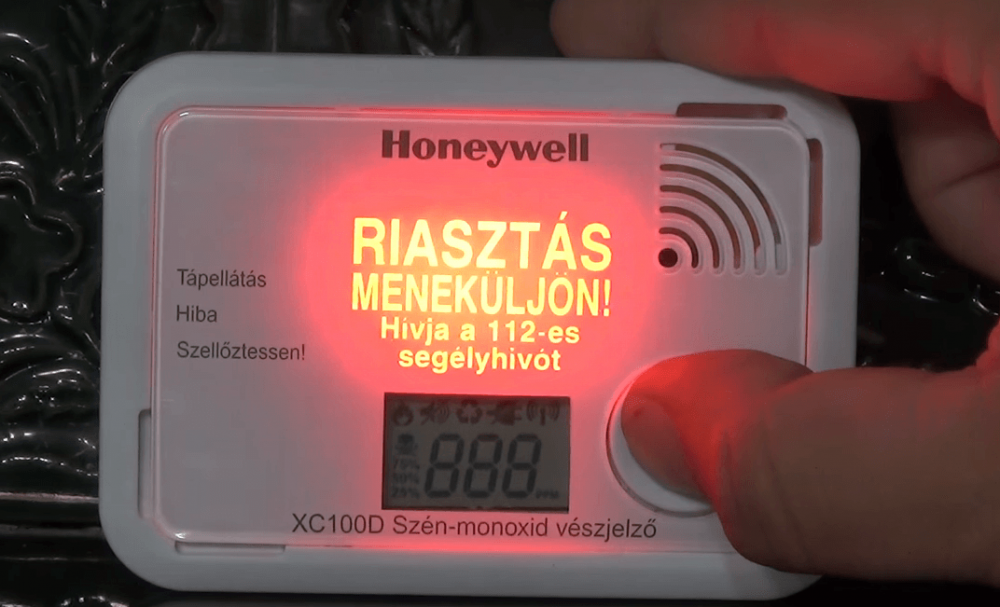 Honeywell
RIASZTÁS
MENEKÜLJÖN!
Hívja a 112-es
segélyhívót
Tápellátás
Hiba
Szellőztessen!
888
XC100D Szén-monoxid vészjelző